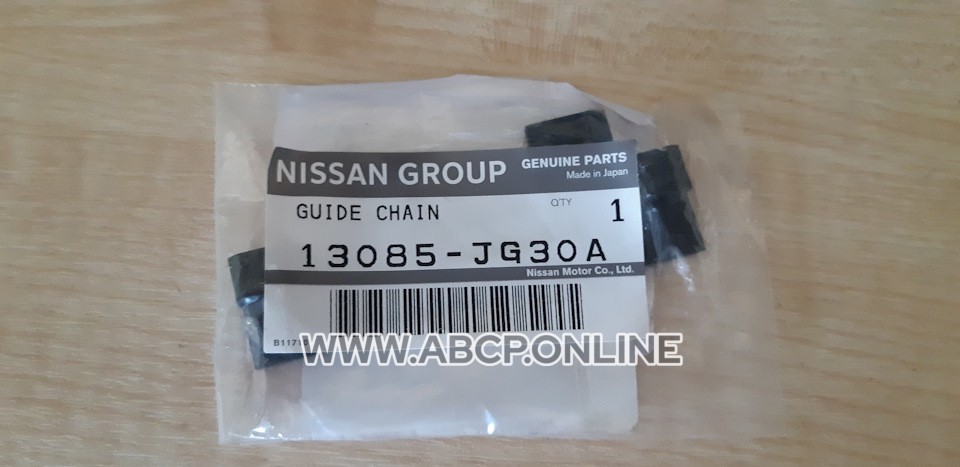 NISSAN GROUP
GENUINE PARTS
Made in Japan
GUIDE CHAIN
QTY
1
13085-JG30A
Nissan Motor Co., Ltd.
WWW.ABCP.ONLINE